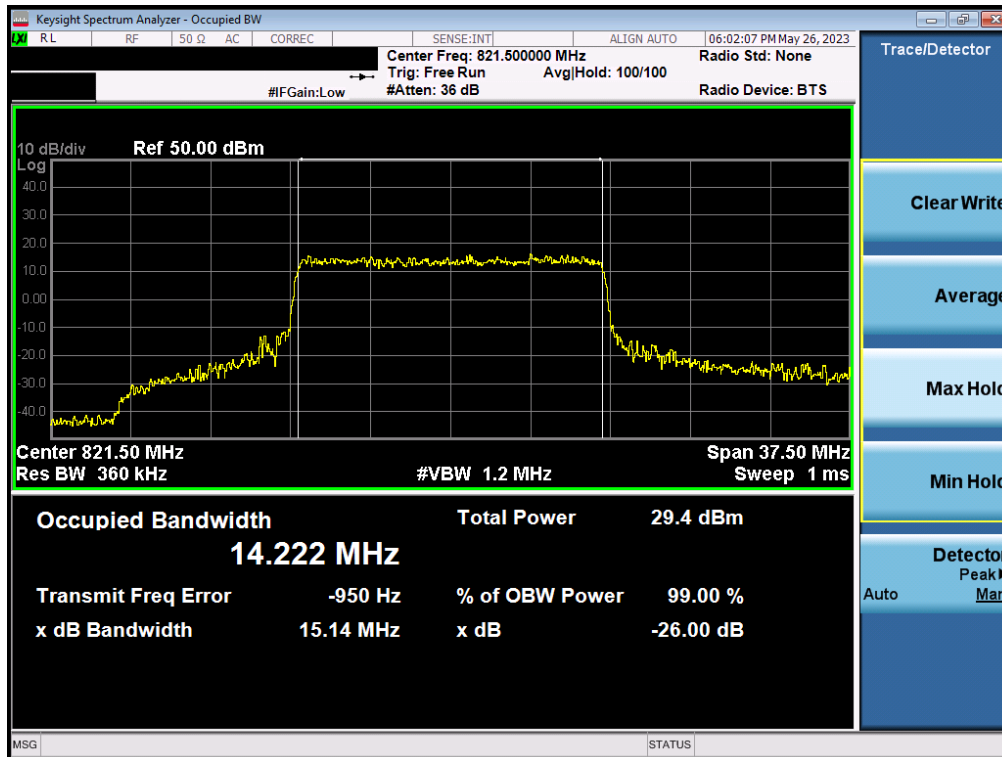 Keysight Spectrum Analyzer - Occupied BW
LXI RL RF 50 Ω AC CORREC SENSE:INT ALIGN AUTO 06:02:07 PM May 26, 2023
Center Freq: 821.500000 MHz Radio Std: None
Trig: Free Run Avg|Hold: 100/100
#IFGain:Low #Atten: 36 dB Radio Device: BTS
10 dB/div Ref 50.00 dBm
Log
40.0
30.0
20.0
10.0
0.00
-10.0
-20.0
-30.0
-40.0
Center 821.50 MHz Span 37.50 MHz
Res BW 360 kHz #VBW 1.2 MHz Sweep 1 ms
Occupied Bandwidth Total Power 29.4 dBm
14.222 MHz
Transmit Freq Error -950 Hz % of OBW Power 99.00 %
x dB Bandwidth 15.14 MHz x dB -26.00 dB
MSG STATUS
Trace/Detector
Clear Write
Average
Max Hold
Min Hold
Detector
Peak
Auto Man